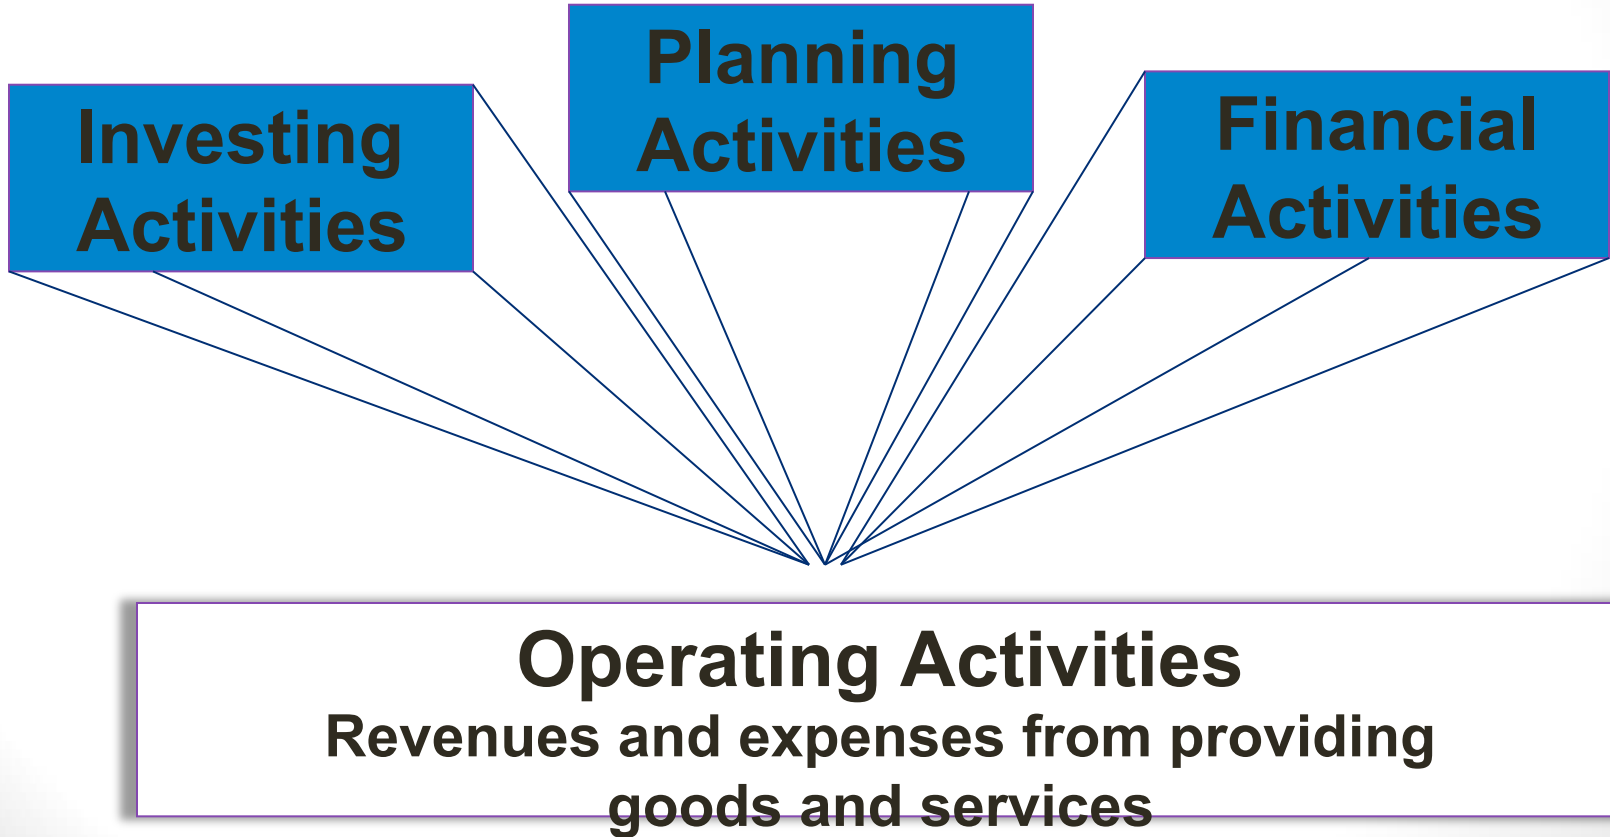 Planning
Activities
Investing
Activities
Financial
Activities
Operating Activities
Revenues and expenses from providing
goods and services